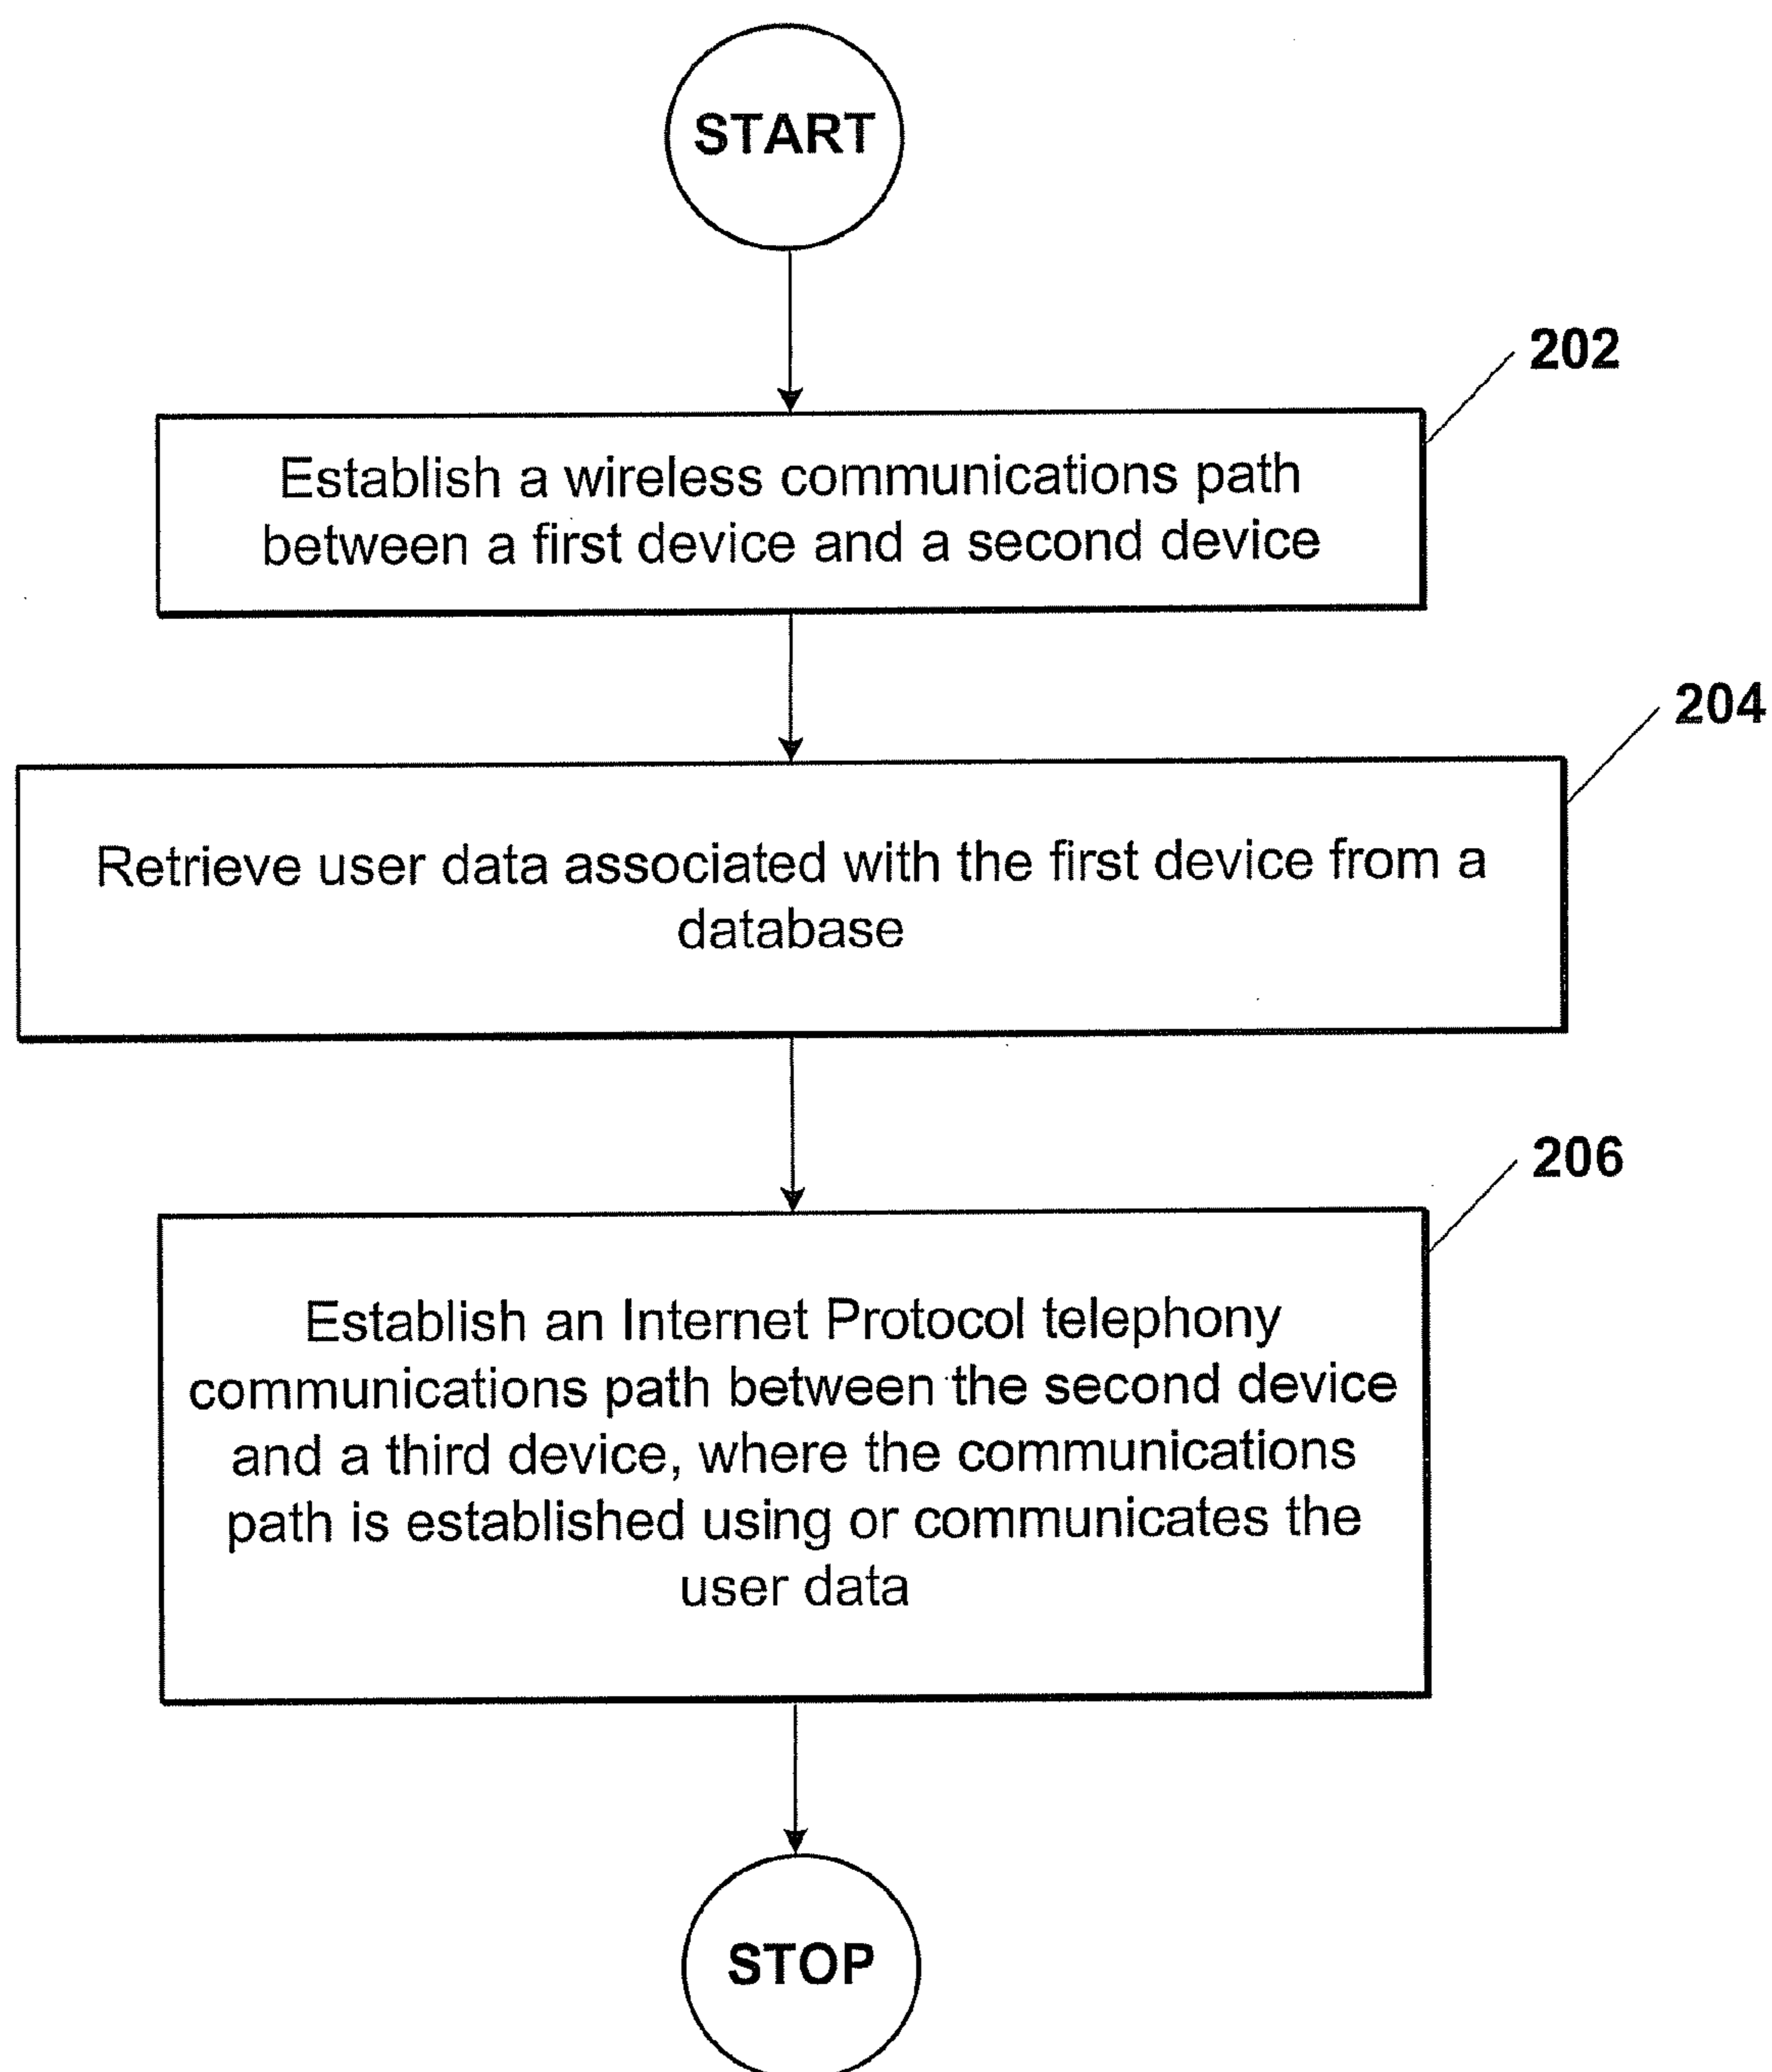 START
202
Establish a wireless communications path
between a first device and a second device
204
Retrieve user data associated with the first device from a
database
206
Establish an Internet Protocol telephony
communications path between the second device
and a third device, where the communications
path is established using or communicates the
user data
STOP